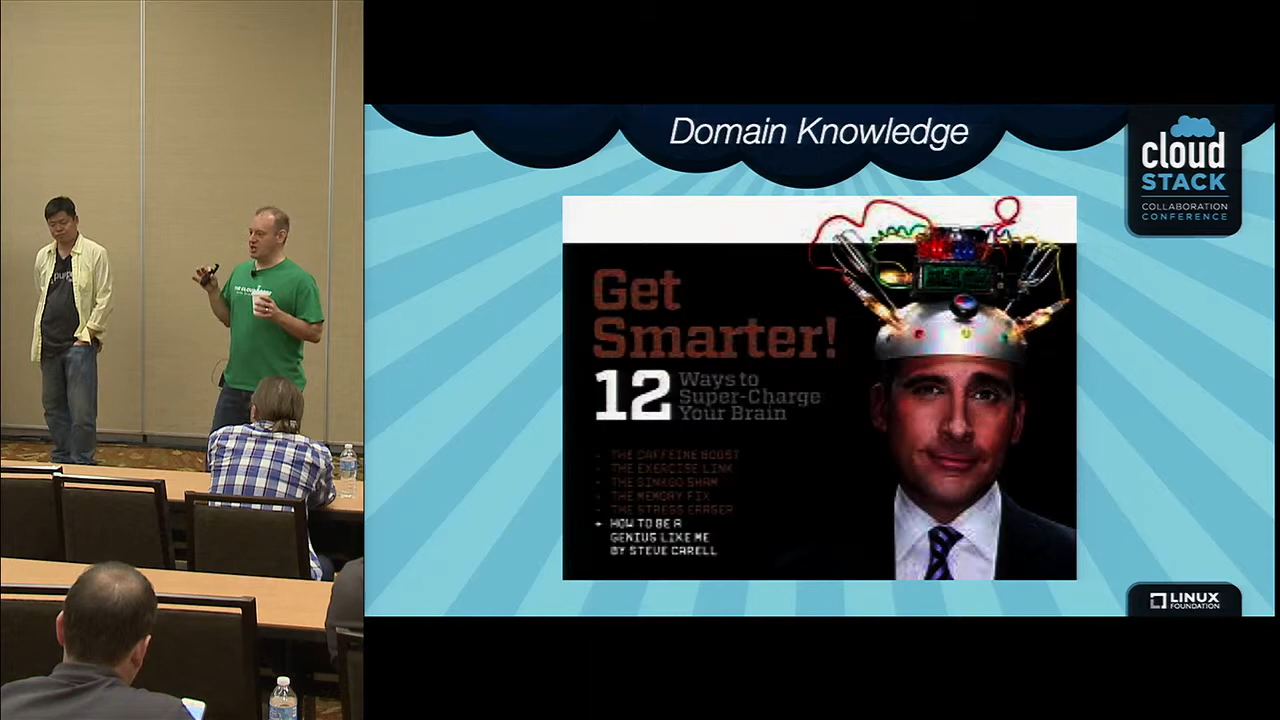 Domain Knowledge
cloud
STACK
COLLABORATION
CONFERENCE
Get
Smarter!
12 Ways to
Super-Charge
Your Brain
- THE CAFFEINE BOOST
- THE EXERCISE LINK
- THE GINKGO SHAM
- THE MEMORY FIX
- THE STRESS ERASER
+ HOW TO BE A
GENIUS LIKE ME
BY STEVE CARELL
LINUX
FOUNDATION